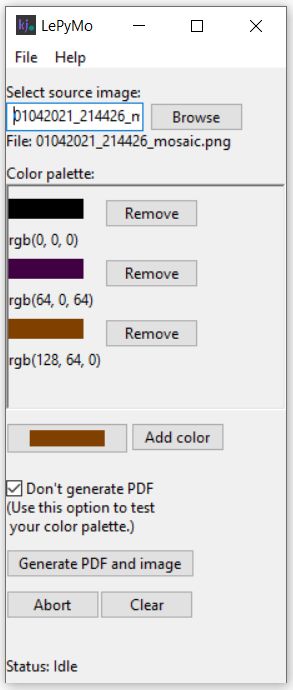 kj. LePyMo
File Help
Select source image:
01042021_214426_m Browse
File: 01042021_214426_mosaic.png
Color palette:
Remove
rgb(0, 0, 0)
Remove
rgb(64, 0, 64)
Remove
rgb(128, 64, 0)
Add color
Don't generate PDF
(Use this option to test
your color palette.)
Generate PDF and image
Abort Clear
Status: Idle